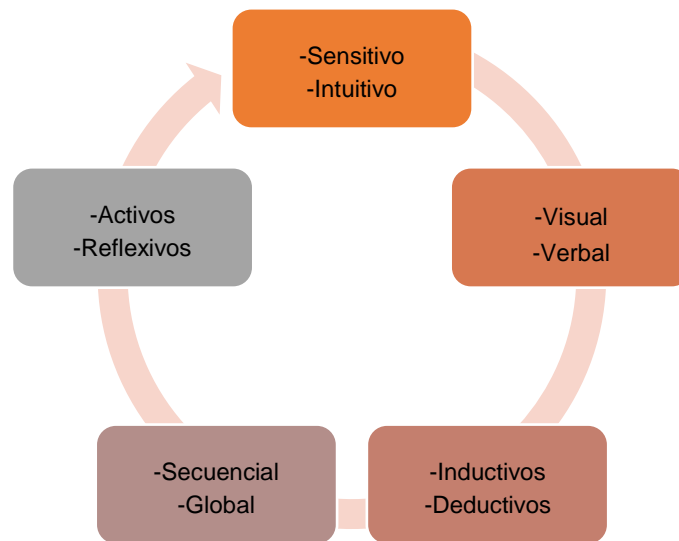 -Sensitivo
-Intuitivo
-Visual
-Verbal
-Inductivos
-Deductivos
-Secuencial
-Global
-Activos
-Reflexivos